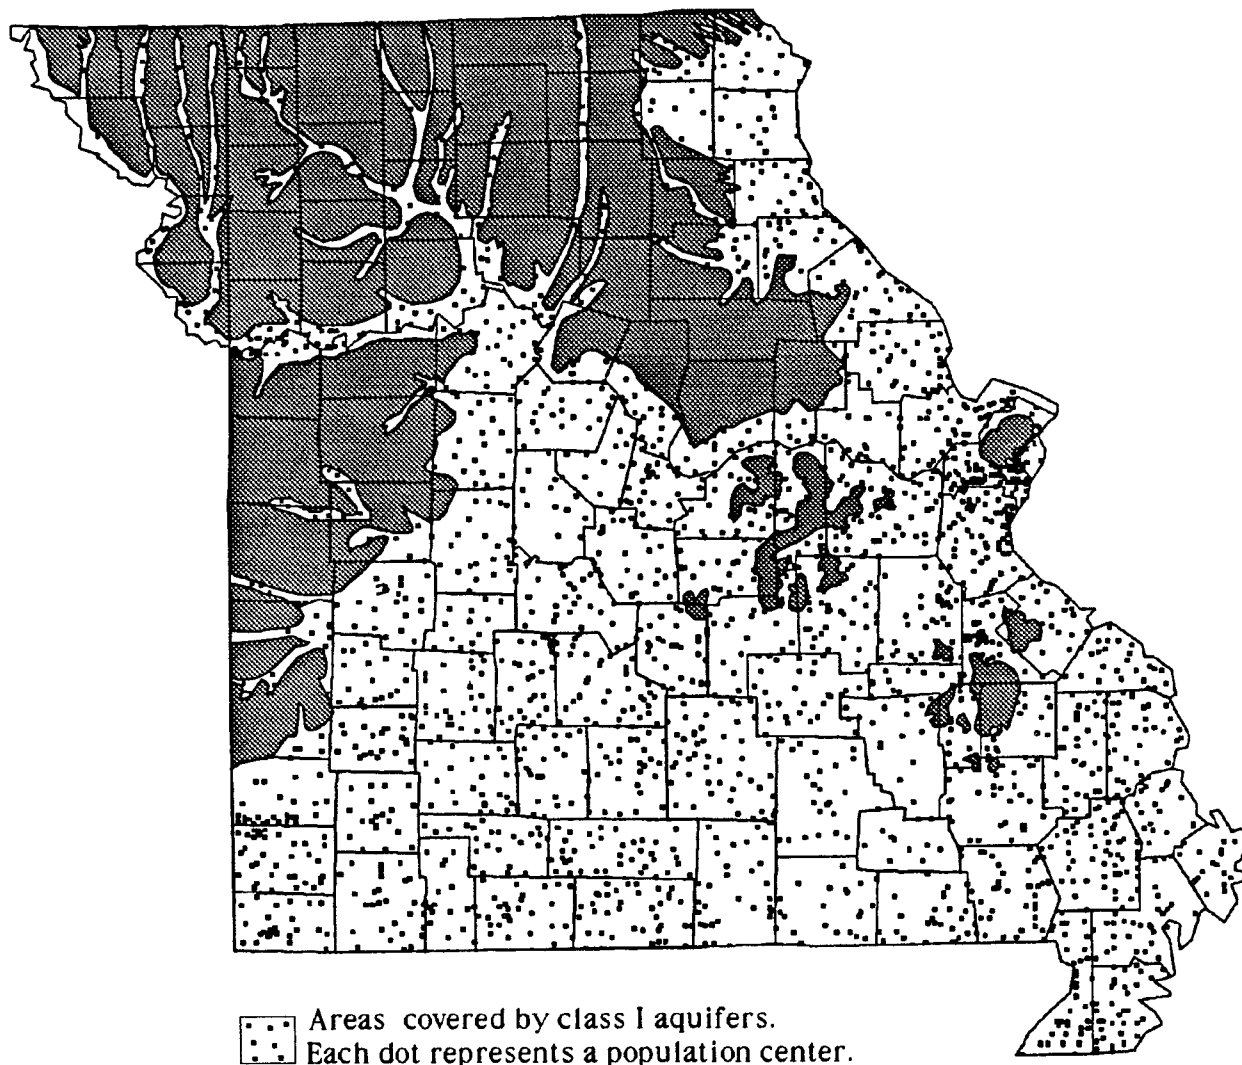 Areas covered by class I aquifers.
Each dot represents a population center.